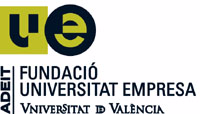 ue
ADEIT
FUNDACIÓ
UNIVERSITAT EMPRESA
VNIVERSITAT DE VALÈNCIA